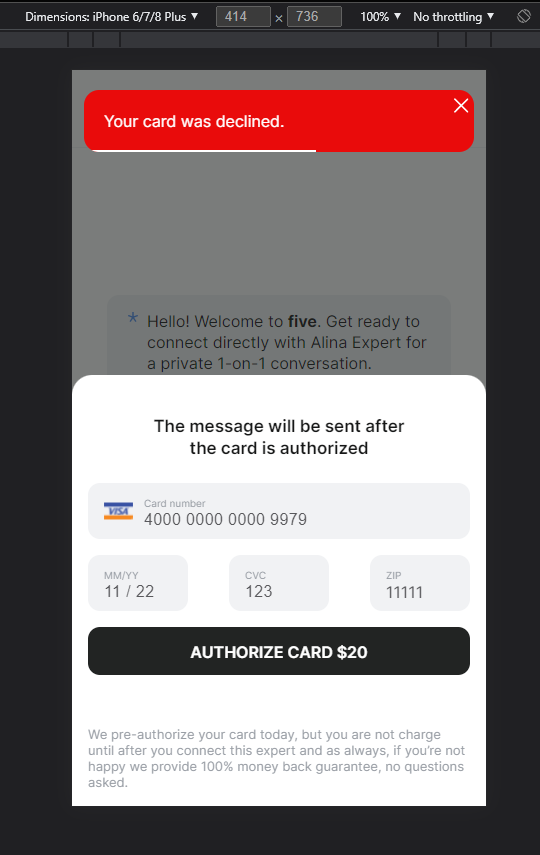 Dimensions: iPhone 6/7/8 Plus ▼ 414 × 736 100% ▼ No throttling ▼
Your card was declined.
* Hello! Welcome to five. Get ready to
connect directly with Alina Expert for
a private 1-on-1 conversation.
The message will be sent after
the card is authorized
VISA
Card number
4000 0000 0000 9979
MM/YY CVC ZIP
11 / 22 123 11111
AUTHORIZE CARD $20
We pre-authorize your card today, but you are not charge
until after you connect this expert and as always, if you're not
happy we provide 100% money back guarantee, no questions
asked.